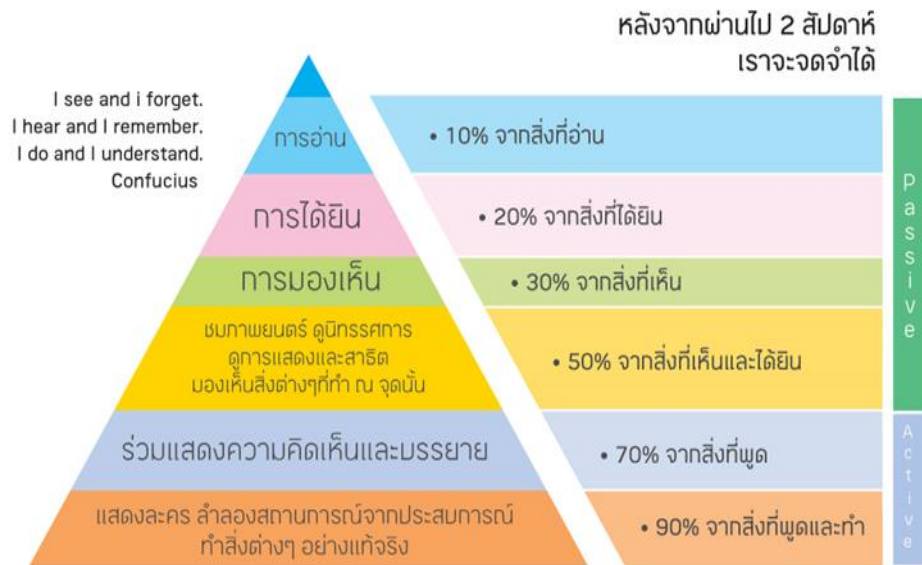 หลังจากผ่านไป 2 สัปดาห์
เราจะจดจำได้
I see and i forget.
I hear and I remember.
I do and I understand.
Confucius
การอ่าน
• 10% จากสิ่งที่อ่าน
การได้ยิน
• 20% จากสิ่งที่ได้ยิน
การมองเห็น
• 30% จากสิ่งที่เห็น
ชมภาพยนตร์ ดูนิทรรศการ
ดูการแสดงและสาธิต
มองเห็นสิ่งต่างๆที่ทำ ณ จุดนั้น
• 50% จากสิ่งที่เห็นและได้ยิน
Passive
ร่วมแสดงความคิดเห็นและบรรยาย
• 70% จากสิ่งที่พูด
แสดงละคร ลำลองสถานการณ์จากประสบการณ์
ทำสิ่งต่างๆ อย่างแท้จริง
• 90% จากสิ่งที่พูดและทำ
Active